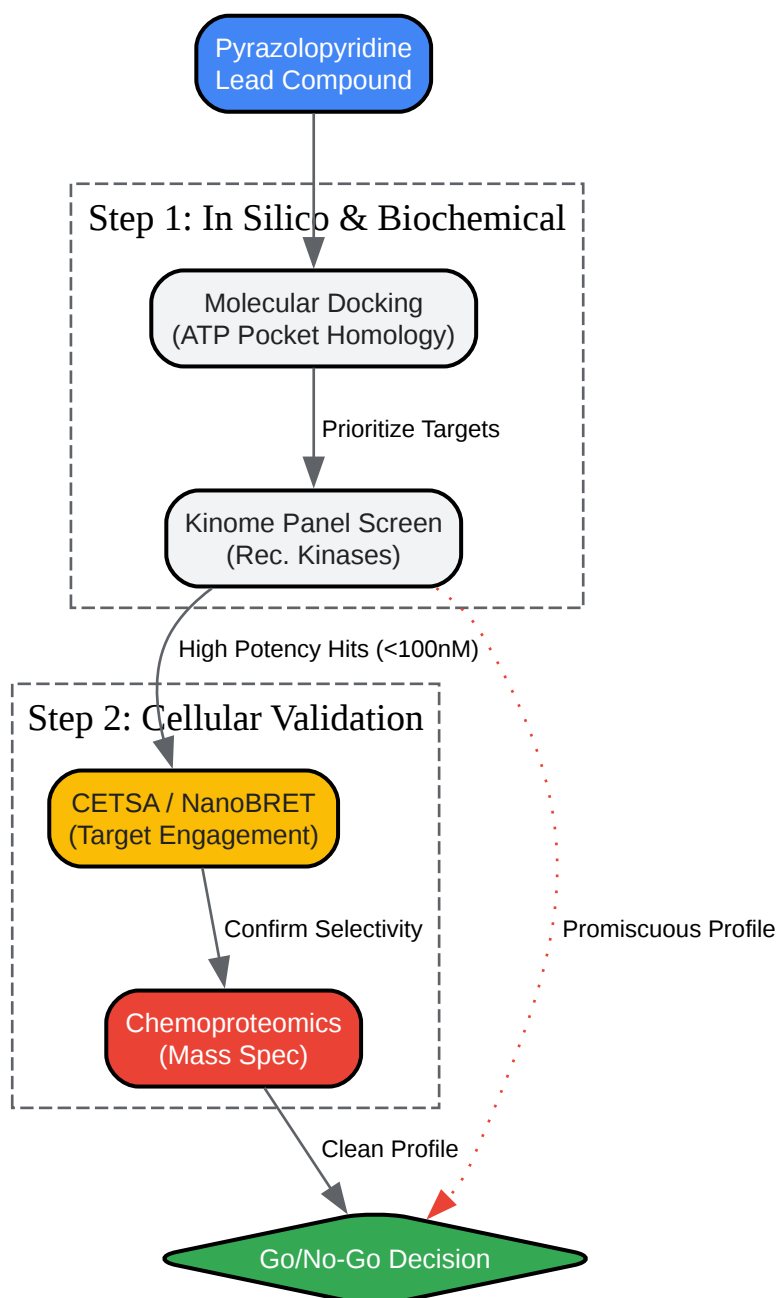 Pyrazolopyridine
Lead Compound
Step 1: In Silico & Biochemical
Molecular Docking
(ATP Pocket Homology)
Prioritize Targets
Kinome Panel Screen
(Rec. Kinases)
High Potency Hits (<100nM)
Step 2: Cellular Validation
CETSA / NanoBRET
(Target Engagement)
Confirm Selectivity
Promiscuous Profile
Chemoproteomics
(Mass Spec)
Clean Profile
Go/No-Go Decision